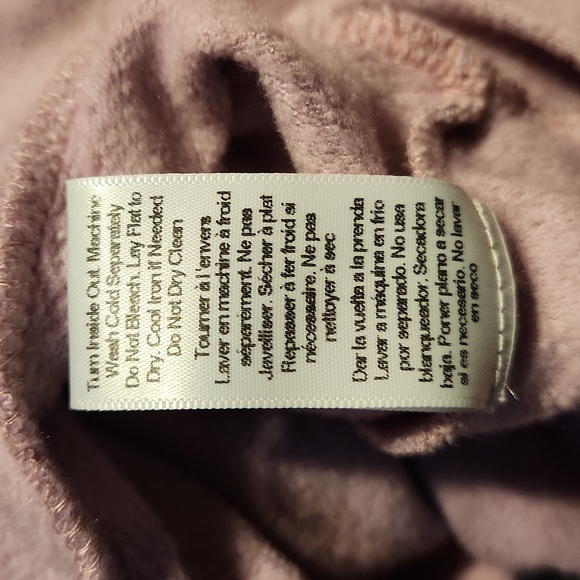 Turn Inside Out. Machine
Wash Cold Separately
Do Not Bleach. Lay Flat to
Dry. Cool Iron if Needed
Do Not Dry Clean
Tourner à l'envers
Laver en machine à froid
séparément. Ne pas
Javelliser. Sécher à plat
Repasser à fer froid si
nécessaire. Ne pas
nettoyer à sec
Dar la vuelta a la prenda
Lavar a máquina en frio
por separado. No usa
blanqueador. Secadora
baja. Poner plano a secar
si es necesario. No lavar
en seco